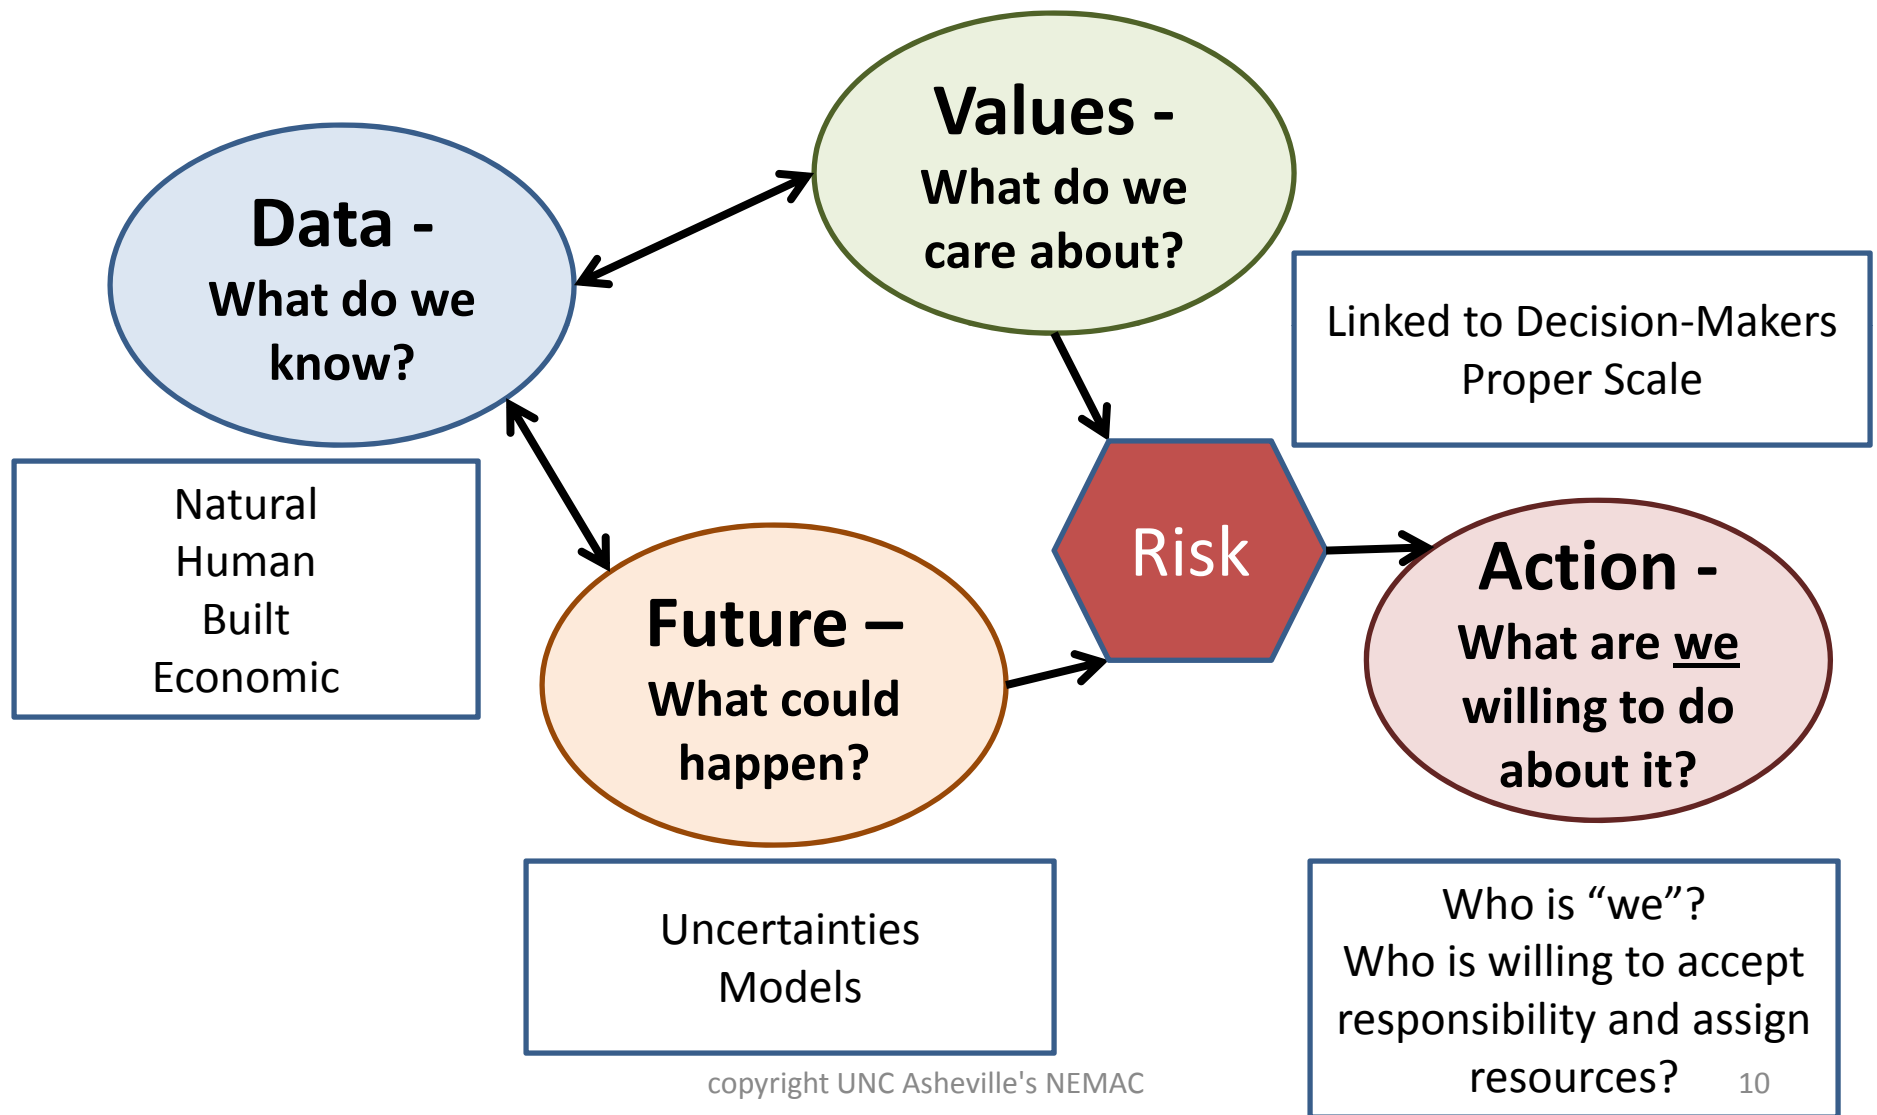 Data -
What do we
know?
Values -
What do we
care about?
Linked to Decision-Makers
Proper Scale
Natural
Human
Built
Economic
Future –
What could
happen?
Risk
Action -
What are we
willing to do
about it?
Uncertainties
Models
Who is “we”?
Who is willing to accept
responsibility and assign
resources?
copyright UNC Asheville's NEMAC
10